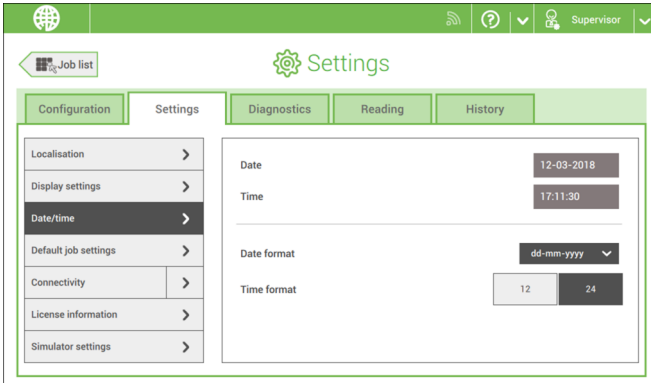 Supervisor
Job list
Settings
Configuration
Settings
Diagnostics
Reading
History
Localisation
Display settings
Date/time
Default job settings
Connectivity
License information
Simulator settings
Date
12-03-2018
Time
17:11:30
Date format
dd-mm-yyyy
Time format
12
24